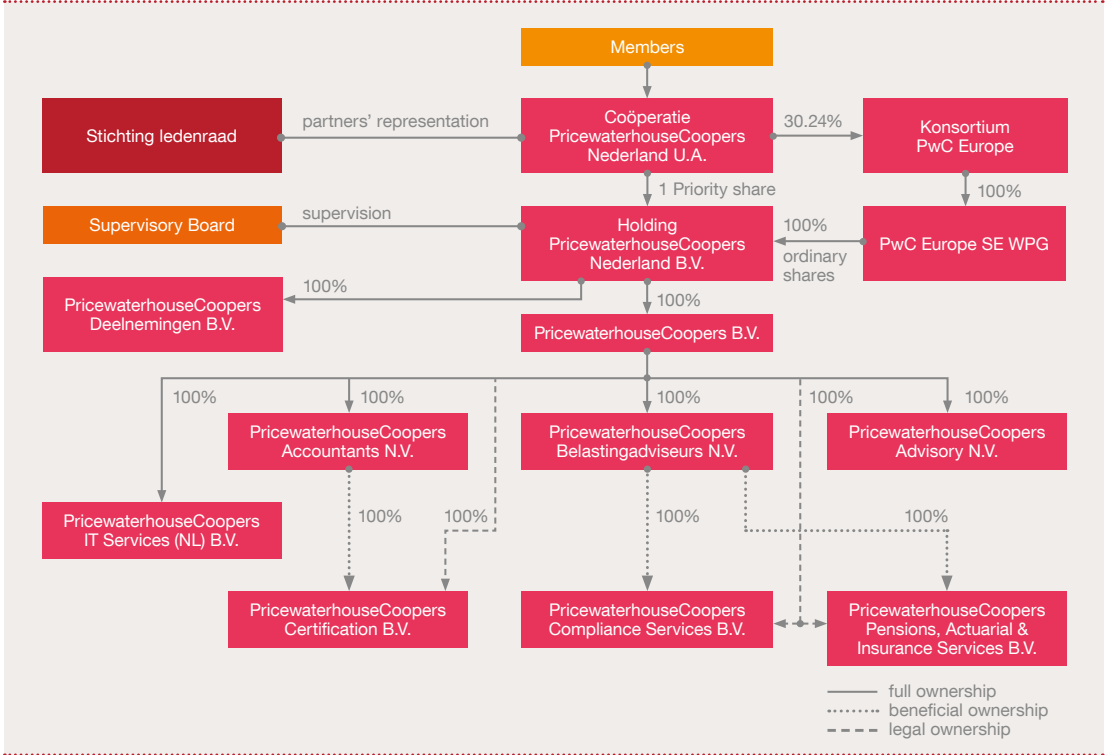 Members
Stichting ledenraad
partners' representation
Coöperatie
PricewaterhouseCoopers
Nederland U.A.
30.24%
Konsortium
PwC Europe
1 Priority share
100%
Supervisory Board
supervision
Holding
PricewaterhouseCoopers
Nederland B.V.
100%
ordinary
shares
PwC Europe SE WPG
PricewaterhouseCoopers
Deelnemingen B.V.
100%
100%
PricewaterhouseCoopers B.V.
100%
100%
100%
100%
100%
PricewaterhouseCoopers
Accountants N.V.
PricewaterhouseCoopers
Belastingadviseurs N.V.
PricewaterhouseCoopers
Advisory N.V.
PricewaterhouseCoopers
IT Services (NL) B.V.
100%
100%
100%
100%
PricewaterhouseCoopers
Certification B.V.
PricewaterhouseCoopers
Compliance Services B.V.
PricewaterhouseCoopers
Pensions, Actuarial &
Insurance Services B.V.
full ownership
beneficial ownership
legal ownership